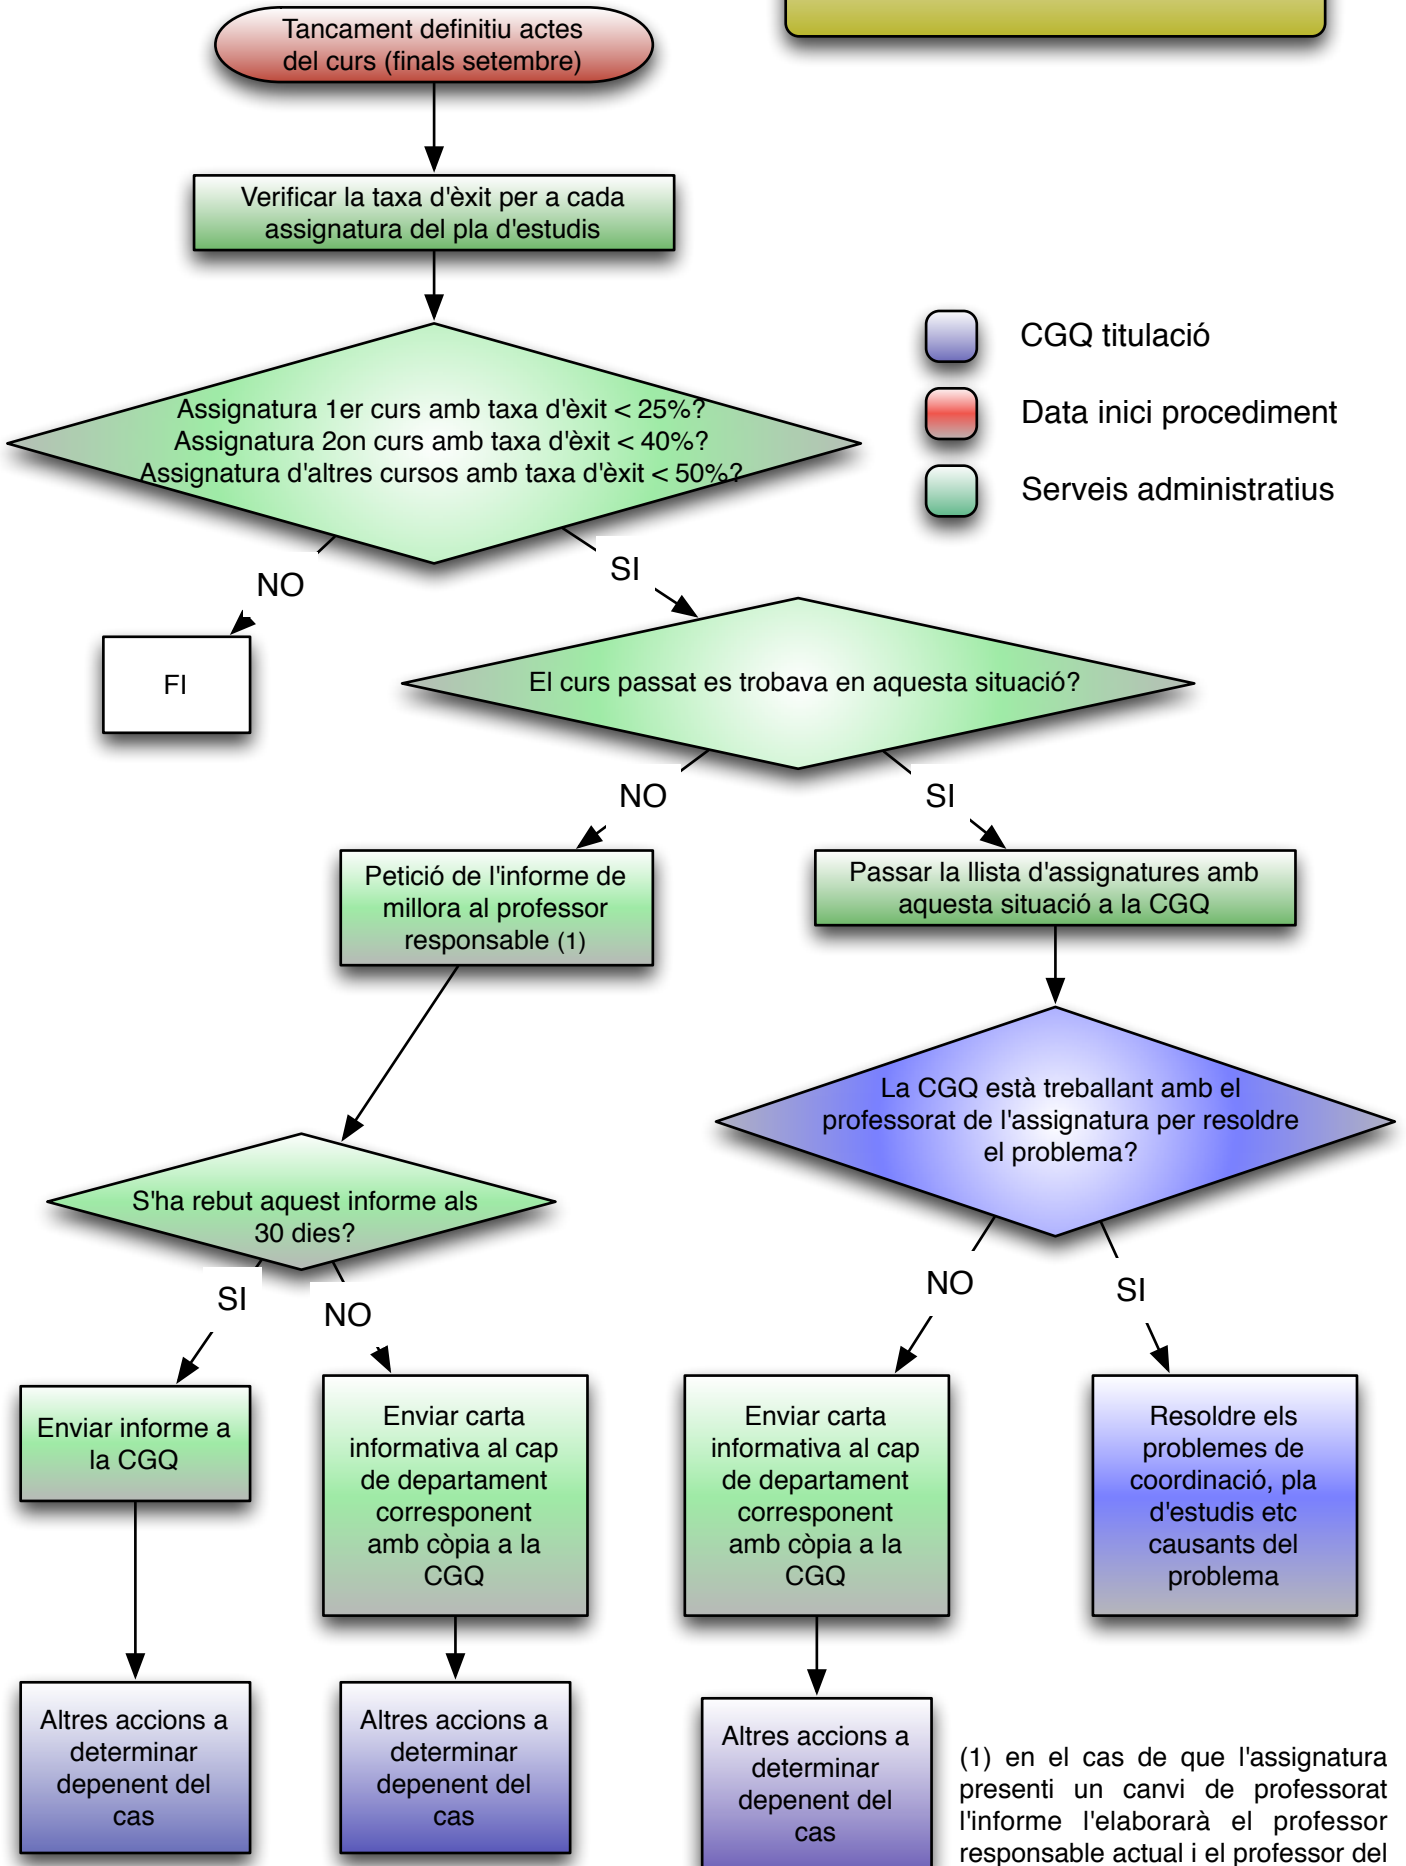 Tancament definitiu actes
del curs (finals setembre)
Verificar la taxa d'èxit per a cada
assignatura del pla d'estudis
CGQ titulació
Data inici procediment
Serveis administratius
Assignatura 1er curs amb taxa d'èxit < 25%?
Assignatura 2on curs amb taxa d'èxit < 40%?
Assignatura d'altres cursos amb taxa d'èxit < 50%?
NO
SI
FI
El curs passat es trobava en aquesta situació?
NO
SI
Petició de l'informe de
millora al professor
responsable (1)
Passar la llista d'assignatures amb
aquesta situació a la CGQ
La CGQ està treballant amb el
professorat de l'assignatura per resoldre
el problema?
S'ha rebut aquest informe als
30 dies?
SI
NO
NO
SI
Enviar informe a
la CGQ
Enviar carta
informativa al cap
de departament
corresponent
amb còpia a la
CGQ
Enviar carta
informativa al cap
de departament
corresponent
amb còpia a la
CGQ
Resoldre els
problemes de
coordinació, pla
d'estudis etc
causants del
problema
Altres accions a
determinar
depenent del
cas
Altres accions a
determinar
depenent del
cas
Altres accions a
determinar
depenent del
cas
(1) en el cas de que l'assignatura
presenti un canvi de professorat
l'informe l'elaborarà el professor
responsable actual i el professor del